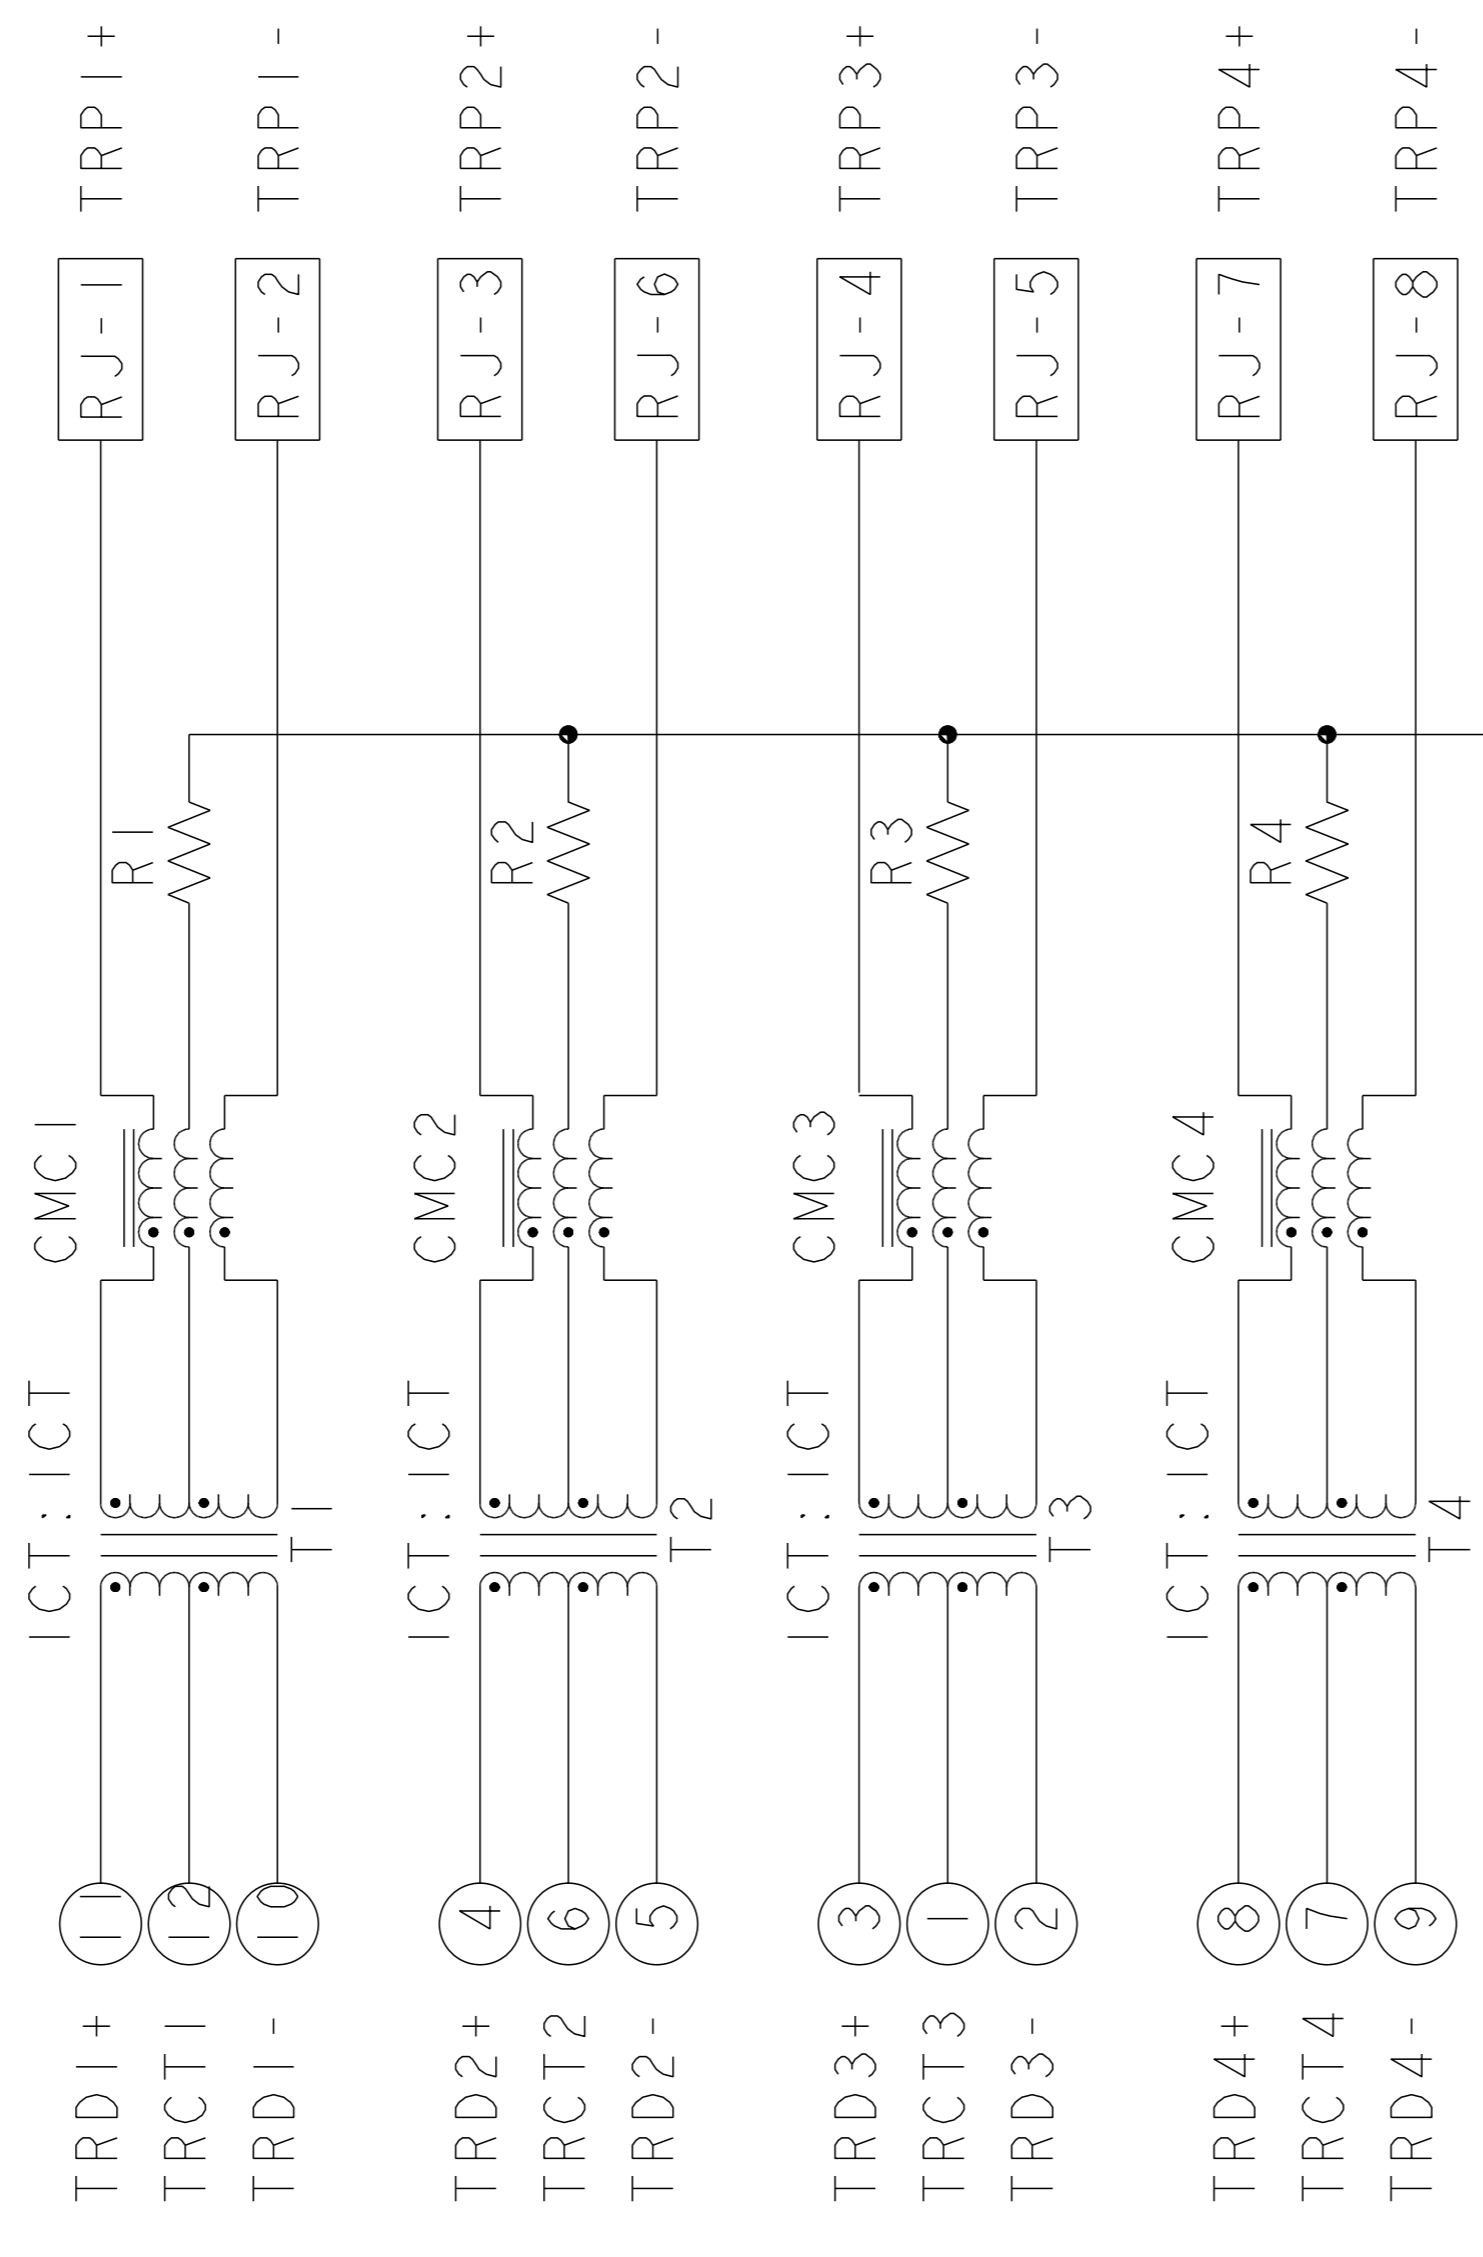 1CT:1CT CMC1
TRD1+ 11 RJ-1 TRP1+
R1
TRCT1 12
TRD1- 10 RJ-2 TRP1-
T1
1CT:1CT CMC2
TRD2+ 4 RJ-3 TRP2+
R2
TRCT2 6
TRD2- 5 RJ-6 TRP2-
T2
1CT:1CT CMC3
TRD3+ 3 RJ-4 TRP3+
R3
TRCT3 1
TRD3- 2 RJ-5 TRP3-
T3
1CT:1CT CMC4
TRD4+ 8 RJ-7 TRP4+
R4
TRCT4 7
TRD4- 9 RJ-8 TRP4-
T4